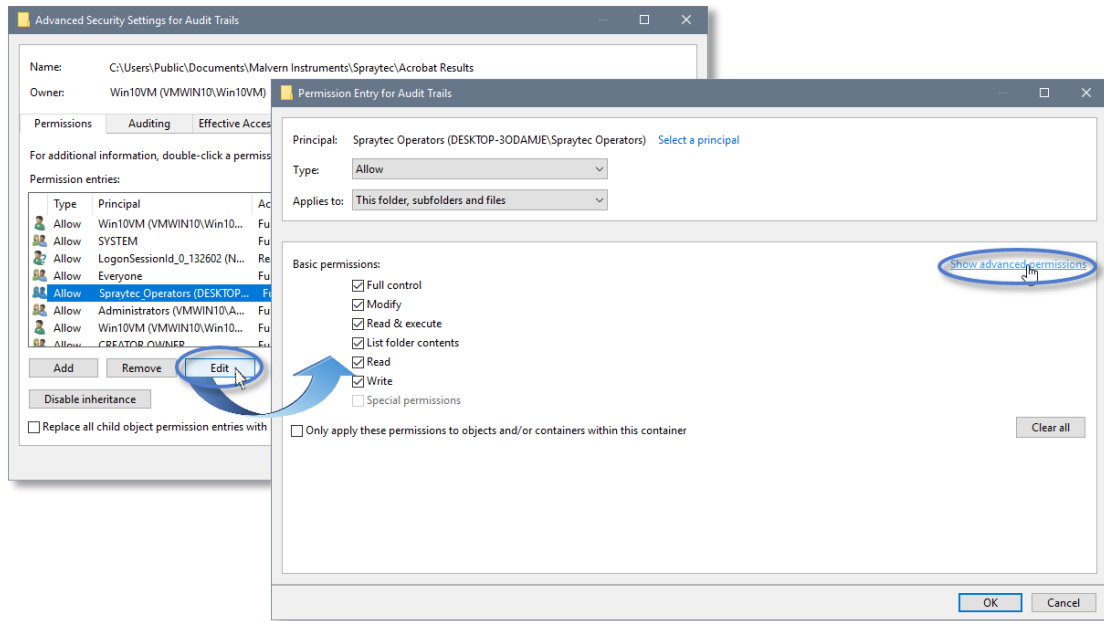 Advanced Security Settings for Audit Trails
Name: C:\Users\Public\Documents\Malvern Instruments\Spraytec\Acrobat Results
Owner: Win10VM (VMWIN10\Win10VM)
Permissions Auditing Effective Acces
For additional information, double-click a permiss
Permission entries:
Type Principal Ac
Allow Win10VM (VMWIN10\Win10... Fu
Allow SYSTEM Fu
Allow LogonSessionId_0_132602 (N... Re
Allow Everyone Fu
Allow Spraytec_Operators (DESKTOP... Fu
Allow Administrators (VMWIN10\A... Fu
Allow Win10VM (VMWIN10\Win10... Fu
Allow CREATOR OWNER Fu
Add Remove Edit
Disable inheritance
Replace all child object permission entries with
Permission Entry for Audit Trails
Principal: Spraytec Operators (DESKTOP-3ODAMJE\Spraytec Operators) Select a principal
Type: Allow
Applies to: This folder, subfolders and files
Basic permissions: Show advanced permissions
Full control
Modify
Read & execute
List folder contents
Read
Write
Special permissions
Only apply these permissions to objects and/or containers within this container
Clear all
OK Cancel